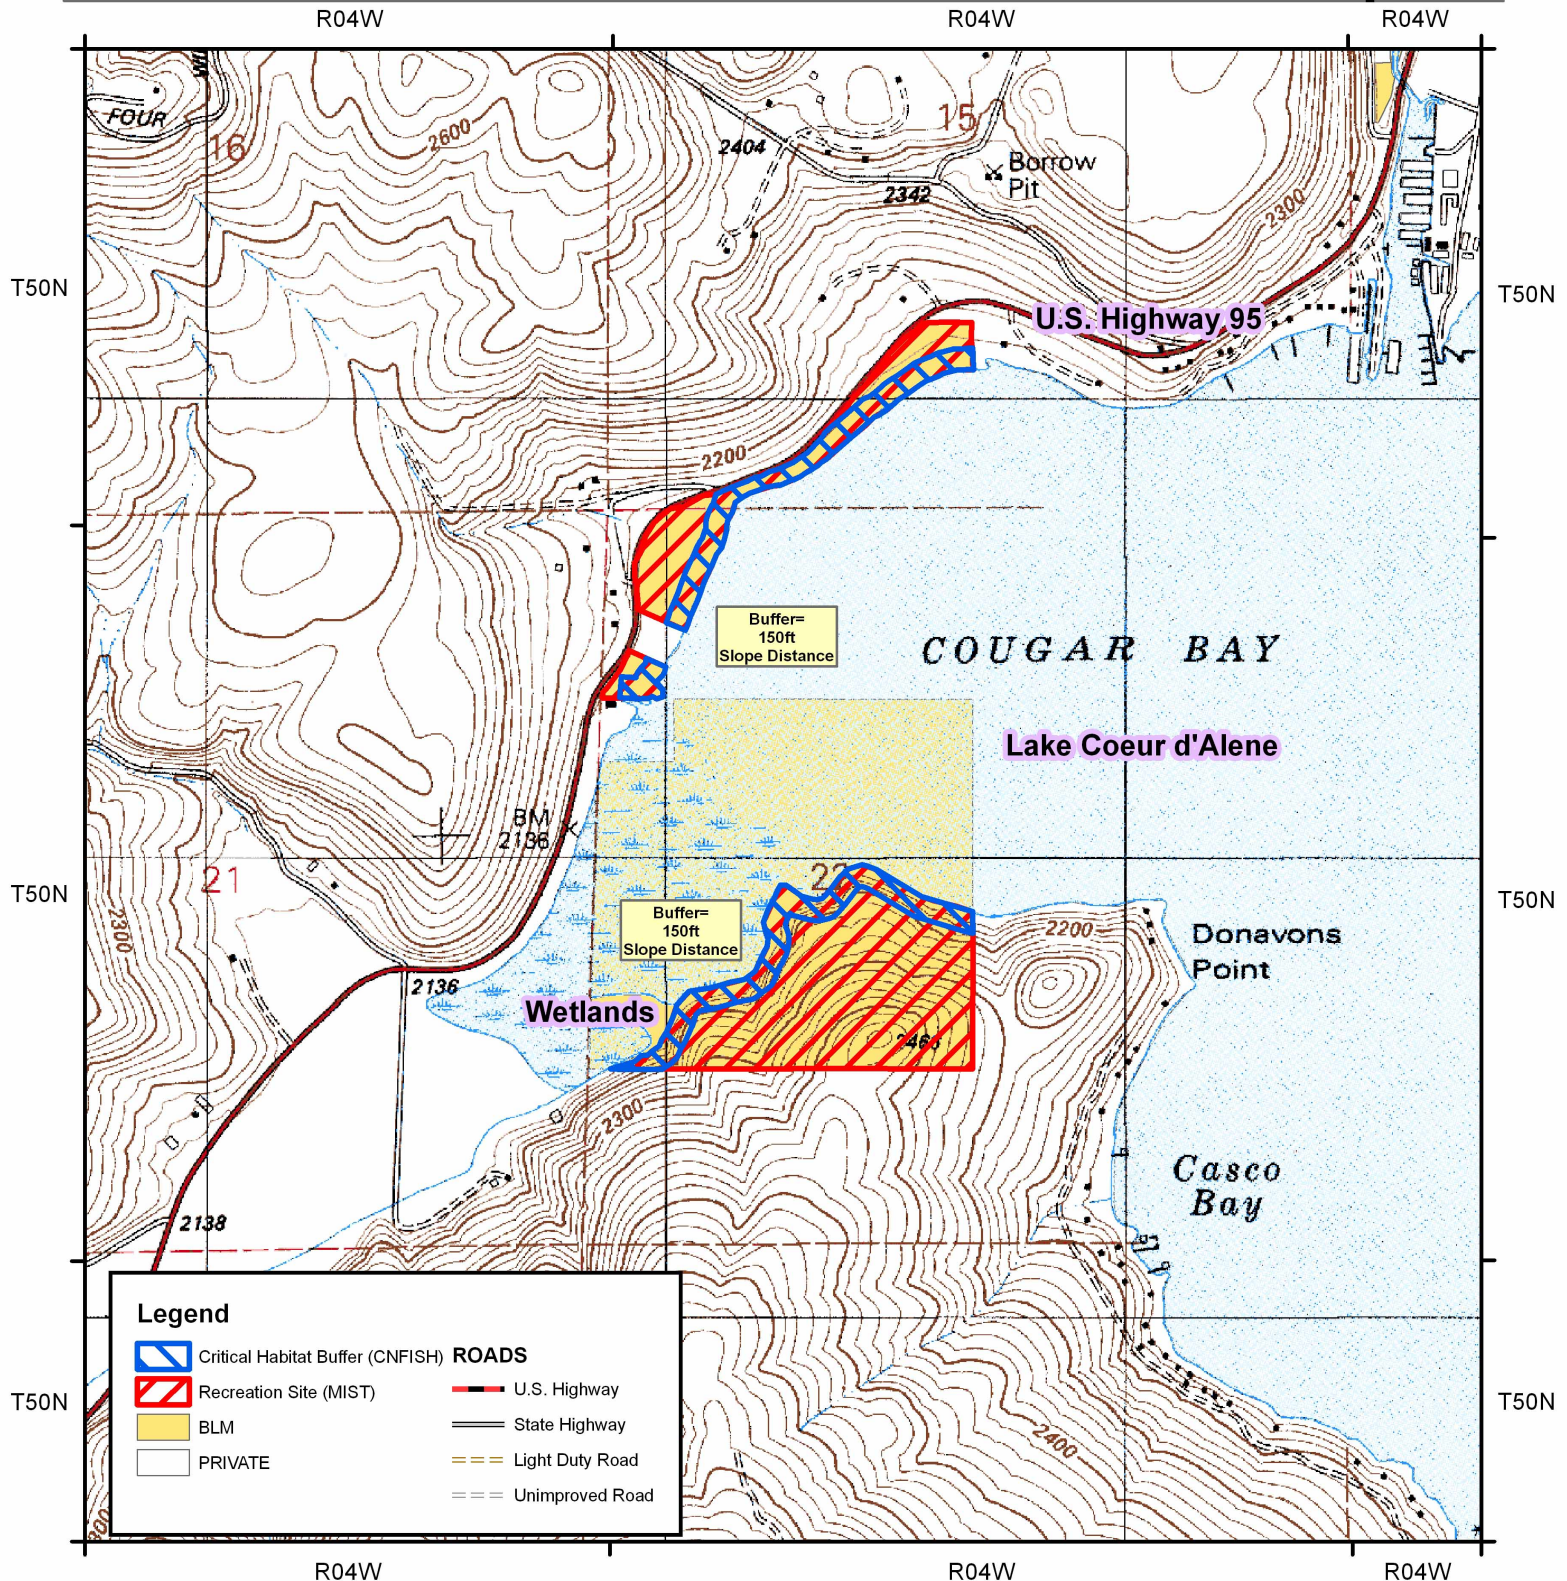 R04W R04W R04W
FOUR
16
2600
2404
15
Borrow
Pit
2342
2300
T50N T50N
U.S. Highway 95
2200
Buffer=
150ft
Slope Distance
COUGAR BAY
Lake Coeur d'Alene
BM
2136
21
22
T50N T50N
2300
Buffer=
150ft
Slope Distance
2200
Donavons
Point
2136
Wetlands
2300
Casco
Bay
2138
Legend
Critical Habitat Buffer (CNFISH)
Recreation Site (MIST)
BLM
PRIVATE
ROADS
U.S. Highway
State Highway
Light Duty Road
Unimproved Road
T50N T50N
2400
R04W R04W R04W